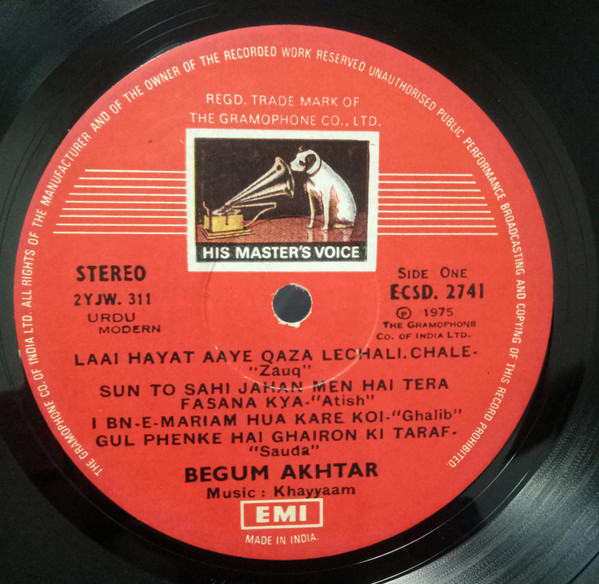 THE GRAMOPHONE CO. OF INDIA LTD. ALL RIGHTS OF THE MANUFACTURER AND OF THE OWNER OF THE RECORDED WORK RESERVED UNAUTHORISED PUBLIC PERFORMANCE BROADCASTING AND COPYING OF THIS RECORD PROHIBITED.
REGD. TRADE MARK OF
THE GRAMOPHONE CO., LTD.
HIS MASTER'S VOICE
STEREO
2YJW. 311
URDU
MODERN
SIDE ONE
ECSD. 2741
Ⓟ 1975
THE GRAMOPHONE
CO. OF INDIA LTD.
LAAI HAYAT AAYE QAZA LECHALI.CHALE-
"Zauq"
SUN TO SAHI JAHAN MEN HAI TERA
FASANA KYA-"Atish"
I BN-E-MARIAM HUA KARE KOI-"Ghalib"
GUL PHENKE HAI GHAIRON KI TARAF-
"Sauda"
BEGUM AKHTAR
Music : Khayyaam
EMI
MADE IN INDIA.